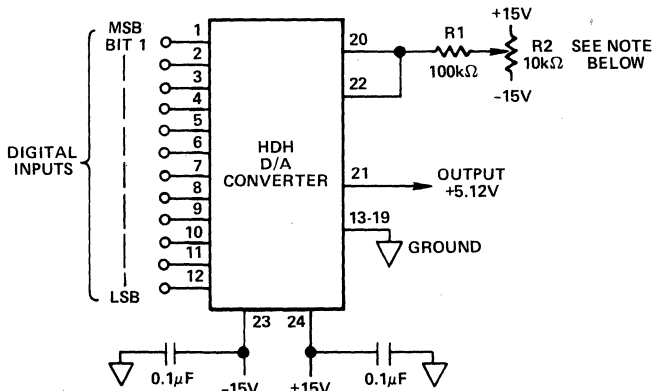 MSB
BIT 1
DIGITAL
INPUTS
LSB
1
2
3
4
5
6
7
8
9
10
11
12
HDH
D/A
CONVERTER
20
22
21
13-19
23
24
R1
100kΩ
+15V
R2
10kΩ
-15V
SEE NOTE
BELOW
OUTPUT
+5.12V
GROUND
0.1μF
-15V
+15V
0.1μF